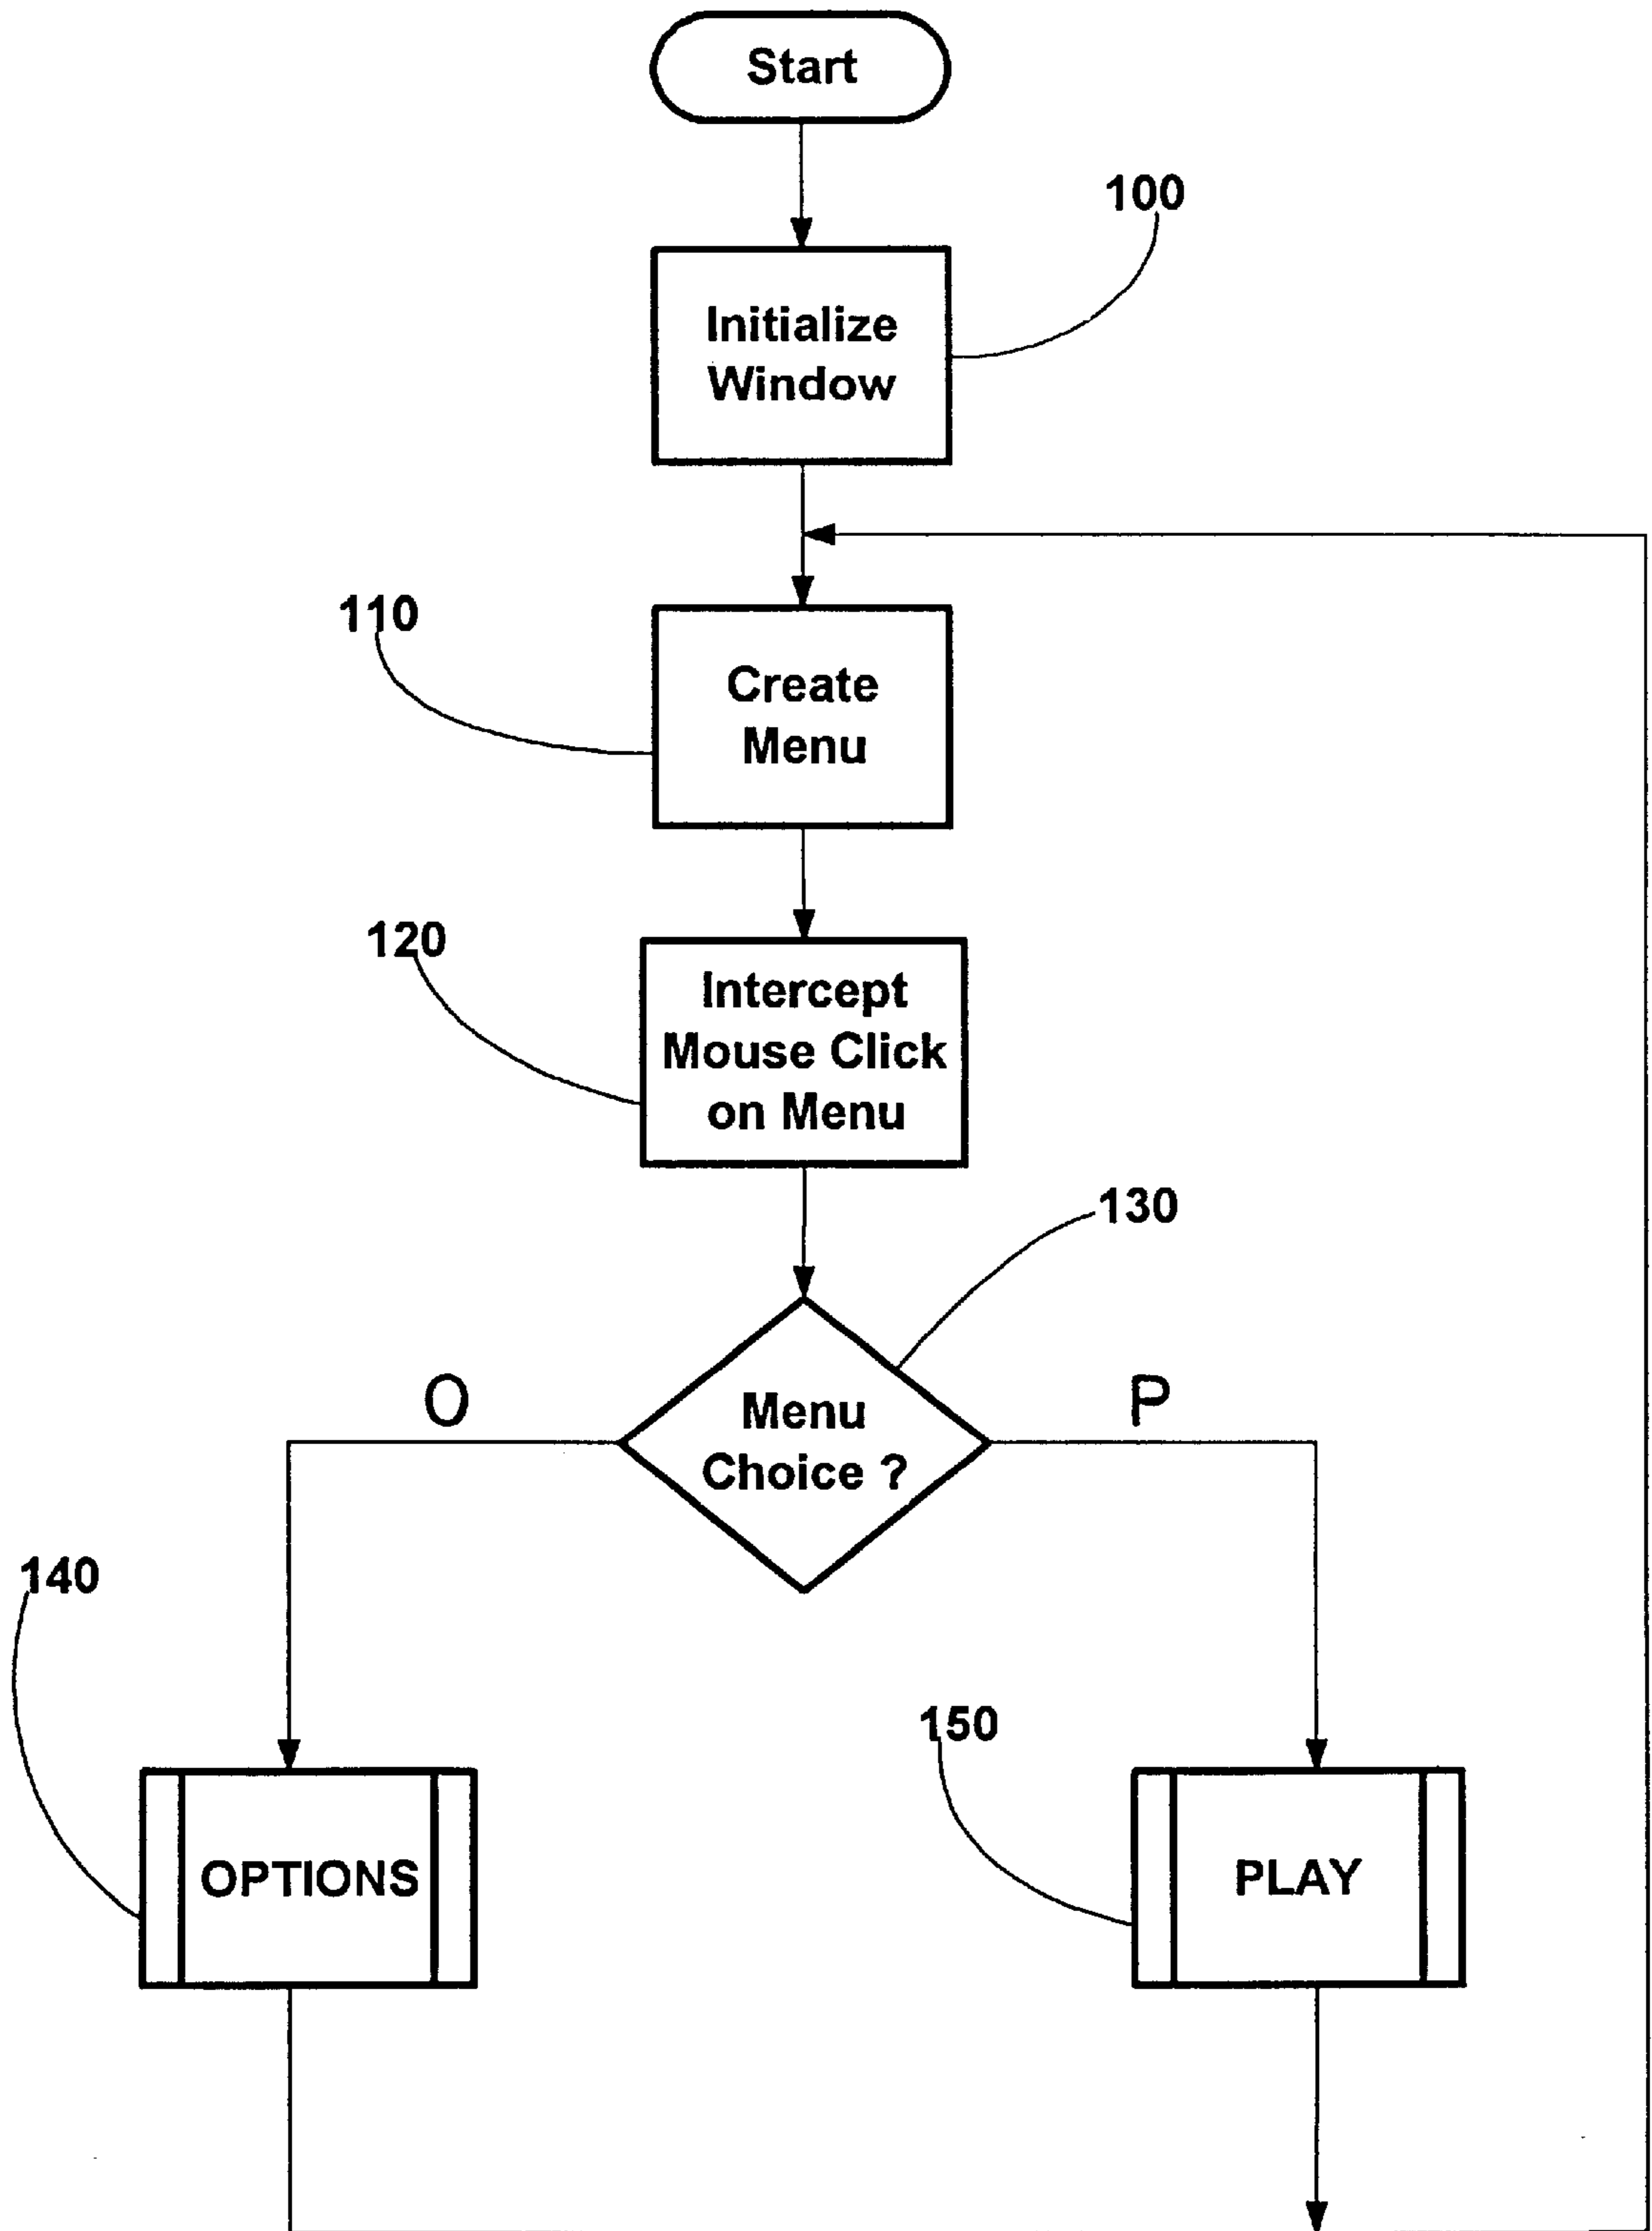 Start
100
Initialize
Window
110
Create
Menu
120
Intercept
Mouse Click
on Menu
130
O
Menu
Choice ?
P
140
150
OPTIONS
PLAY